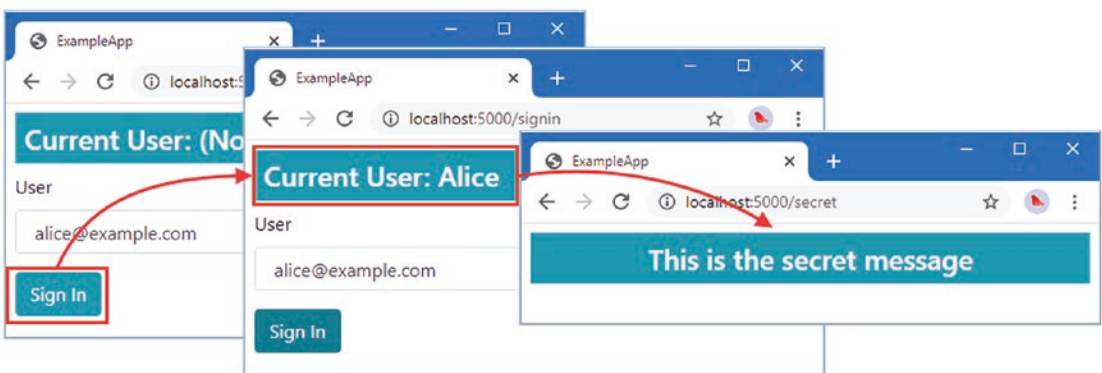 ExampleApp
localhost:5
Current User: (No
User
alice@example.com
Sign In
ExampleApp
localhost:5000/signin
Current User: Alice
User
alice@example.com
Sign In
ExampleApp
localhost:5000/secret
This is the secret message